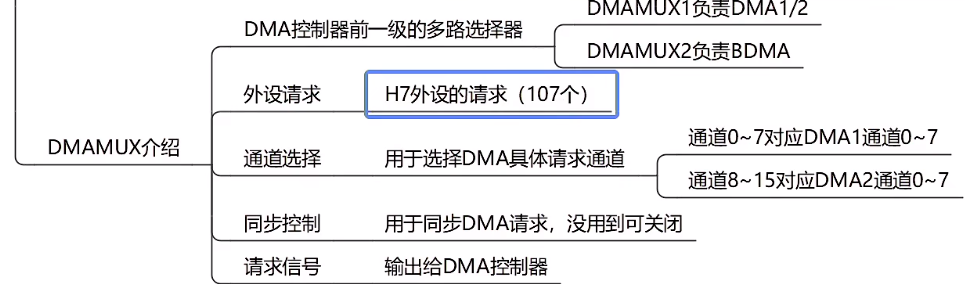 DMAMUX介绍
DMA控制器前一级的多路选择器
DMAMUX1负责DMA1/2
DMAMUX2负责BDMA
外设请求
H7外设的请求（107个）
通道选择
用于选择DMA具体请求通道
通道0~7对应DMA1通道0~7
通道8~15对应DMA2通道0~7
同步控制
用于同步DMA请求，没用到可关闭
请求信号
输出给DMA控制器